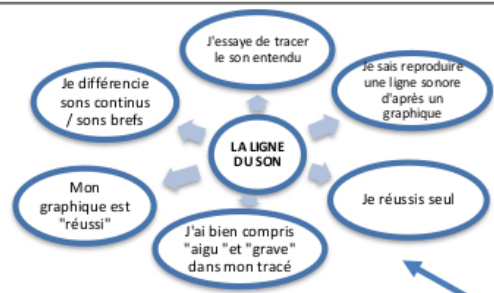 J'essaye de tracer
le son entendu
Je sais reproduire
une ligne sonore
d'après un
graphique
Je différencie
sons continus
/ sons brefs
LA LIGNE
DU SON
Mon
graphique est
"réussi"
Je réussis seul
J'ai bien compris
"aigu "et "grave"
dans mon tracé